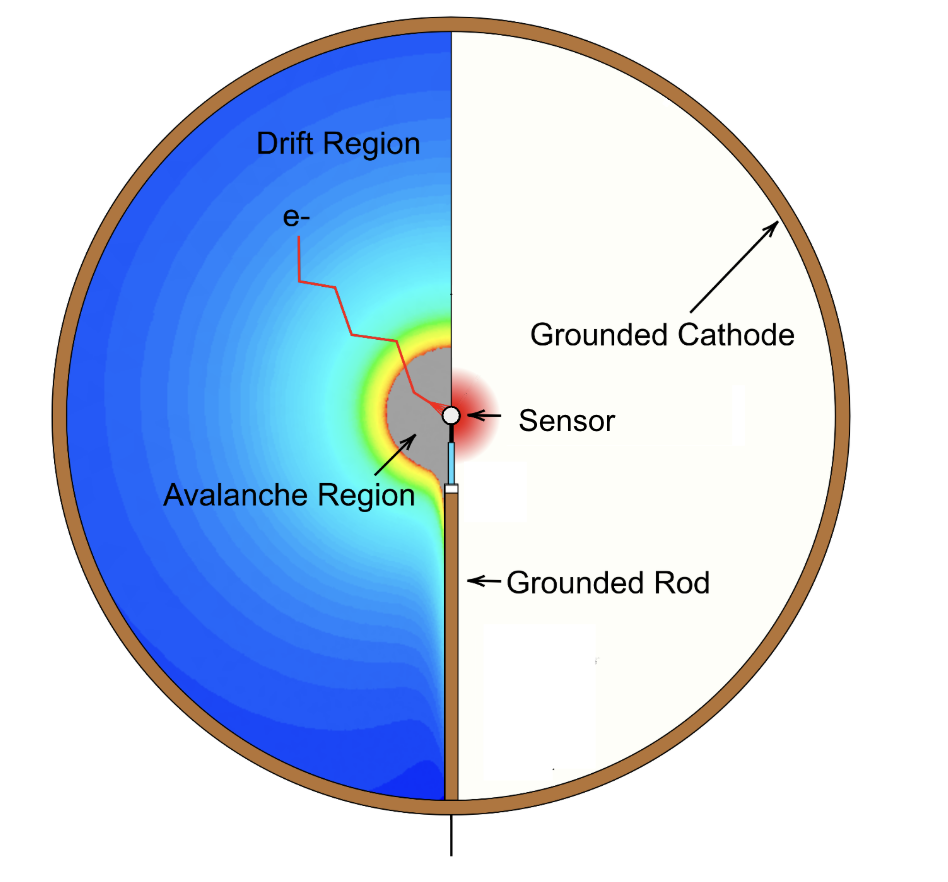 Drift Region
e-
Grounded Cathode
Sensor
Avalanche Region
Grounded Rod